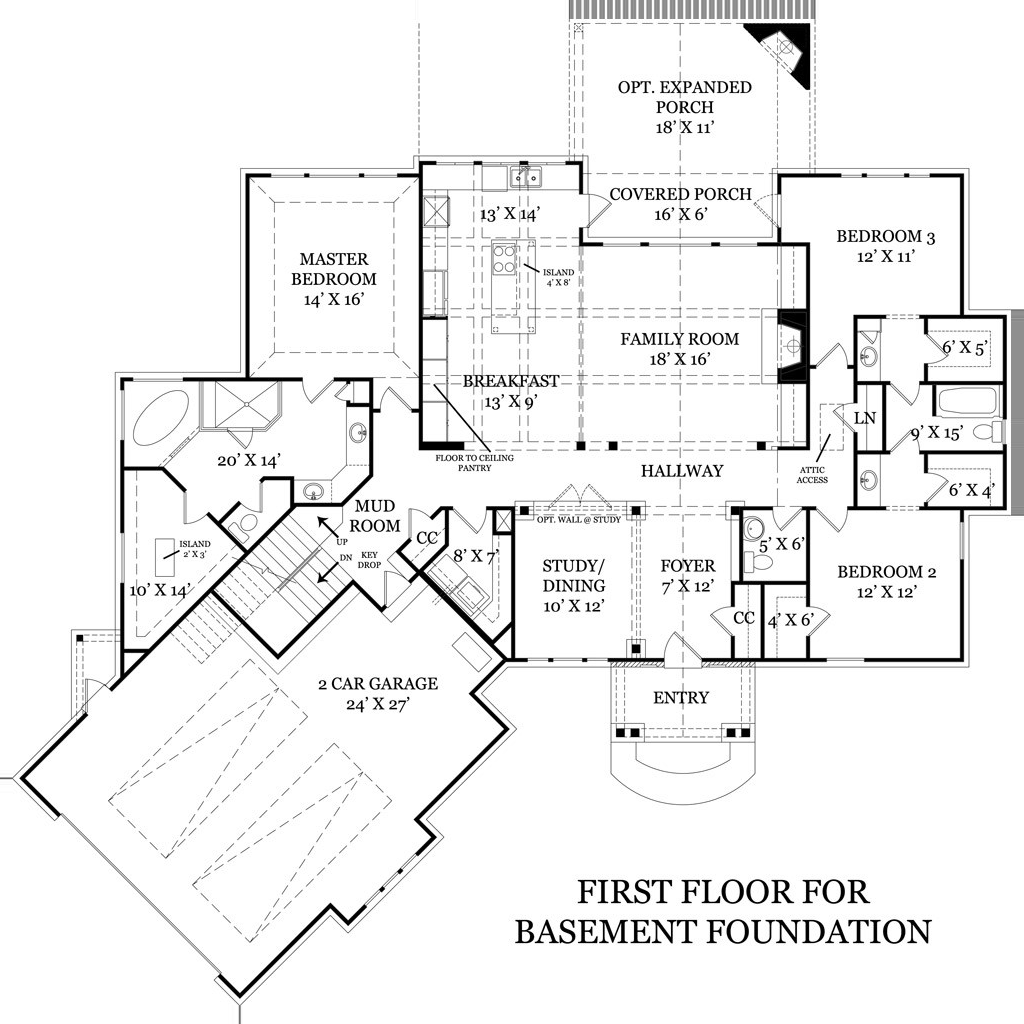 OPT. EXPANDED
PORCH
18' X 11'
COVERED PORCH
16' X 6'
13' X 14'
ISLAND
4' X 8'
MASTER
BEDROOM
14' X 16'
BEDROOM 3
12' X 11'
FAMILY ROOM
18' X 16'
6' X 5'
BREAKFAST
13' X 9'
LN
9' X 15'
FLOOR TO CEILING
PANTRY
20' X 14'
HALLWAY
ATTIC
ACCESS
6' X 4'
MUD
ROOM
OPT. WALL @ STUDY
UP
CC
DN
KEY
DROP
8' X 7'
5' X 6'
ISLAND
2' X 3'
10' X 14'
STUDY/
DINING
10' X 12'
FOYER
7' X 12'
BEDROOM 2
12' X 12'
CC
4' X 6'
2 CAR GARAGE
24' X 27'
ENTRY
FIRST FLOOR FOR
BASEMENT FOUNDATION